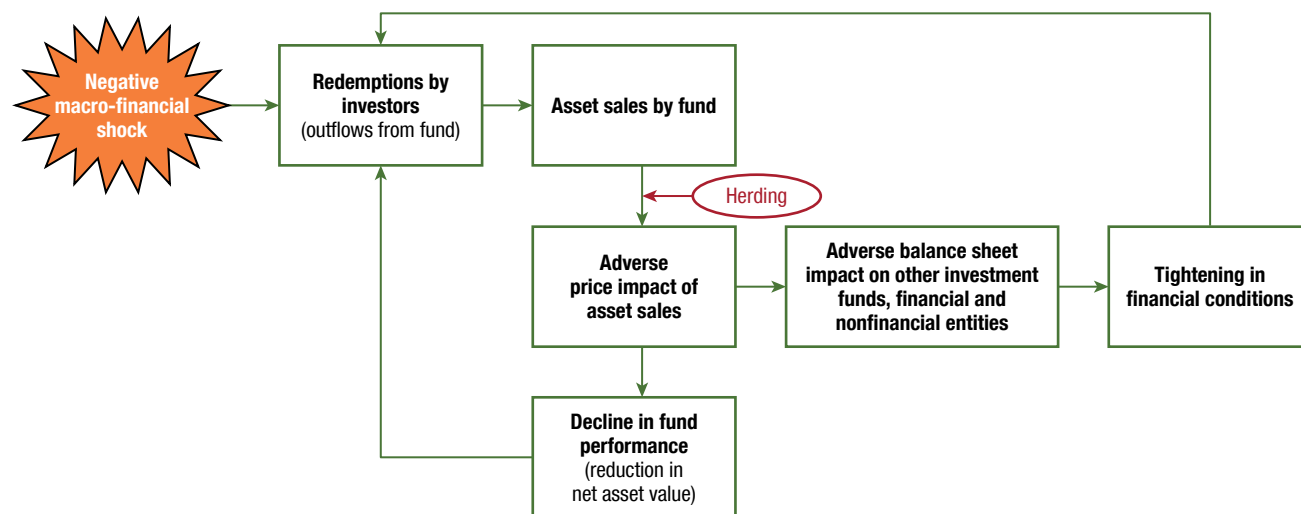 Negative
macro-financial
shock
Redemptions by
investors
(outflows from fund)
Asset sales by fund
Herding
Adverse
price impact of
asset sales
Adverse balance sheet
impact on other investment
funds, financial and
nonfinancial entities
Tightening in
financial conditions
Decline in fund
performance
(reduction in
net asset value)